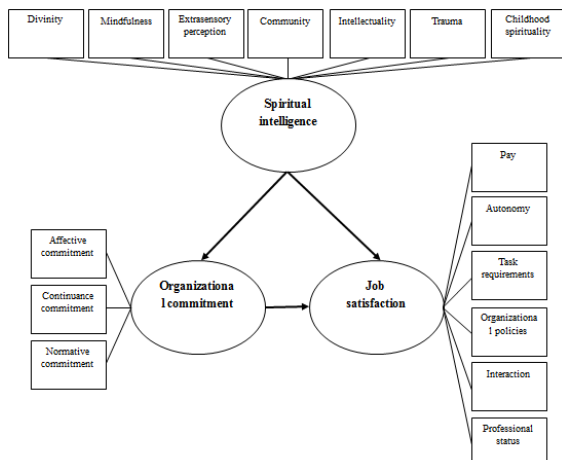 Divinity
Mindfulness
Extrasensory
perception
Community
Intellectuality
Trauma
Childhood
spirituality
Spiritual
intelligence
Pay
Autonomy
Task
requirements
Organizationa
l policies
Interaction
Professional
status
Affective
commitment
Continuance
commitment
Normative
commitment
Organizationa
l commitment
Job
satisfaction